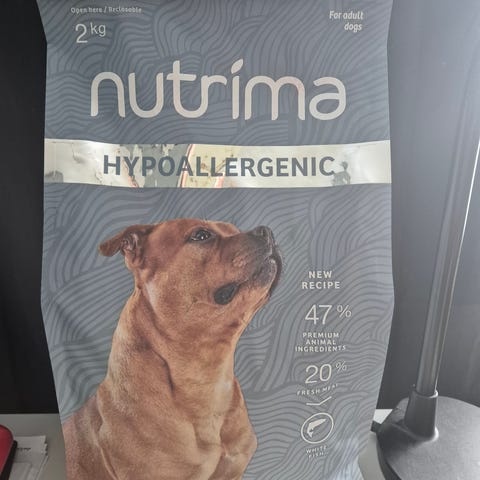 Open here / Reclosable
For adult
dogs
2 kg
nutrima
HYPOALLERGENIC
NEW
RECIPE
47%
PREMIUM
ANIMAL
INGREDIENTS
20%
FRESH MEAT
WHITE
FISH